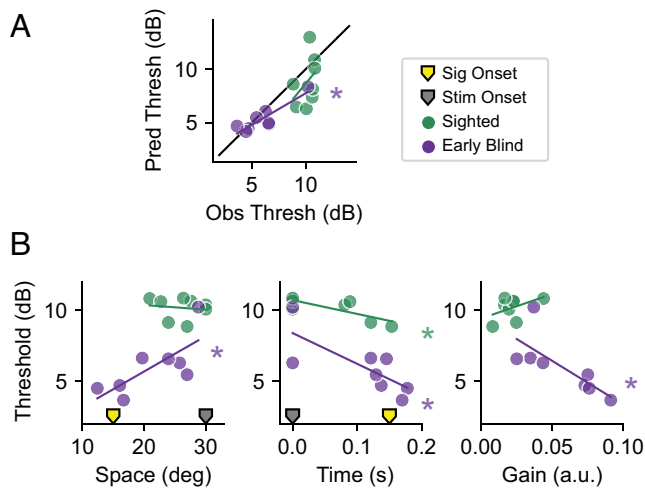 A
Pred Thresh (dB)
10
5
*
5 10
Obs Thresh (dB)
Sig Onset
Stim Onset
Sighted
Early Blind
B
Threshold (dB)
10
5
*
10 20 30
Space (deg)
10
5
*
*
0.0 0.1 0.2
Time (s)
10
5
*
0.00 0.05 0.10
Gain (a.u.)